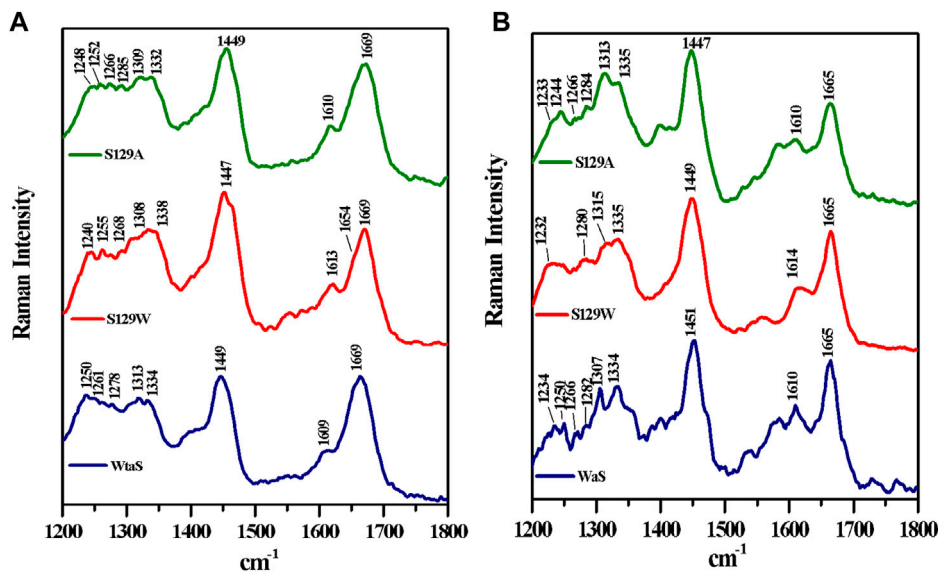 A
1248 1252 1266 1285 1309 1332 1449 1610 1669
S129A
1240 1255 1268 1308 1338 1447 1613 1654 1669
S129W
1250 1261 1278 1313 1334 1449 1609 1669
WtaS
Raman Intensity
1200 1300 1400 1500 1600 1700 1800
cm-1
B
1233 1244 1266 1284 1313 1335 1447 1610 1665
S129A
1232 1280 1315 1335 1449 1614 1665
S129W
1234 1250 1266 1282 1307 1334 1451 1610 1665
WaS
Raman Intensity
1200 1300 1400 1500 1600 1700 1800
cm-1